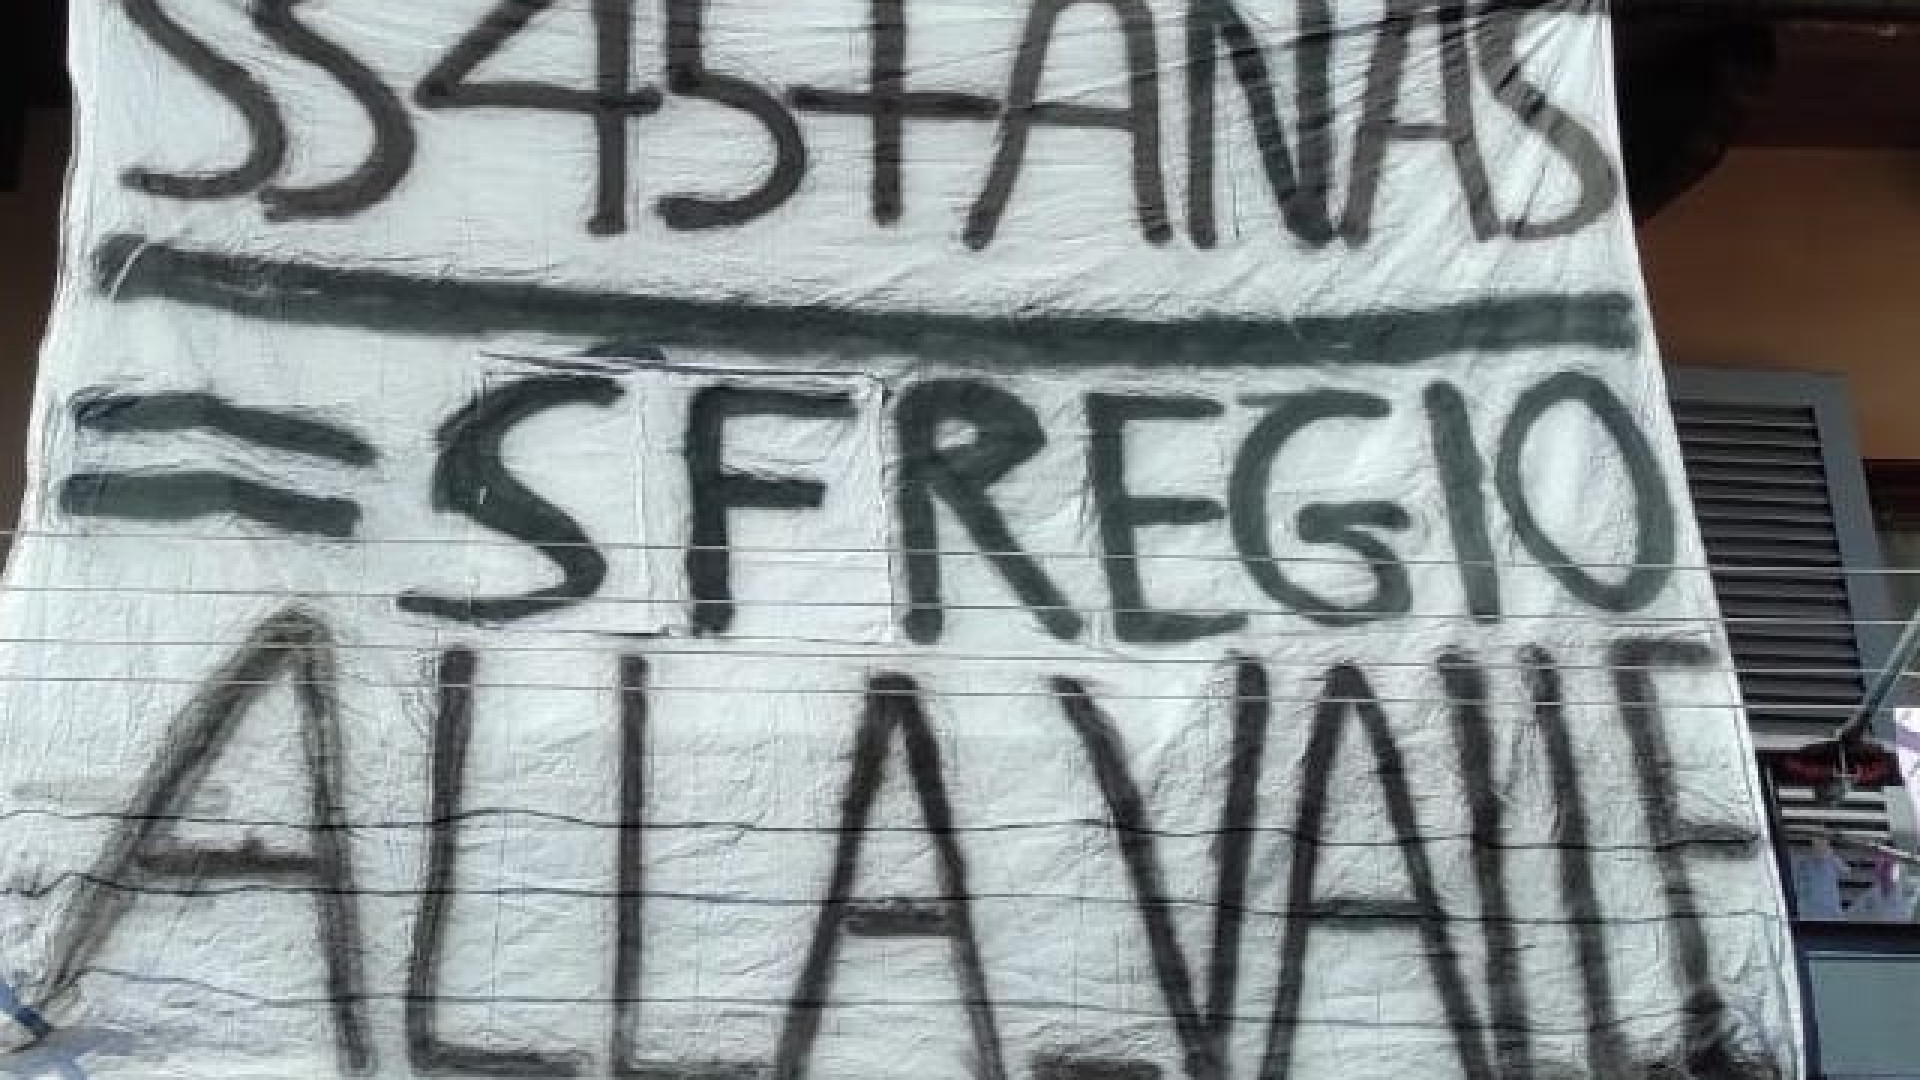 SS45+ANAS
= SFREGIO
ALLA VALLE